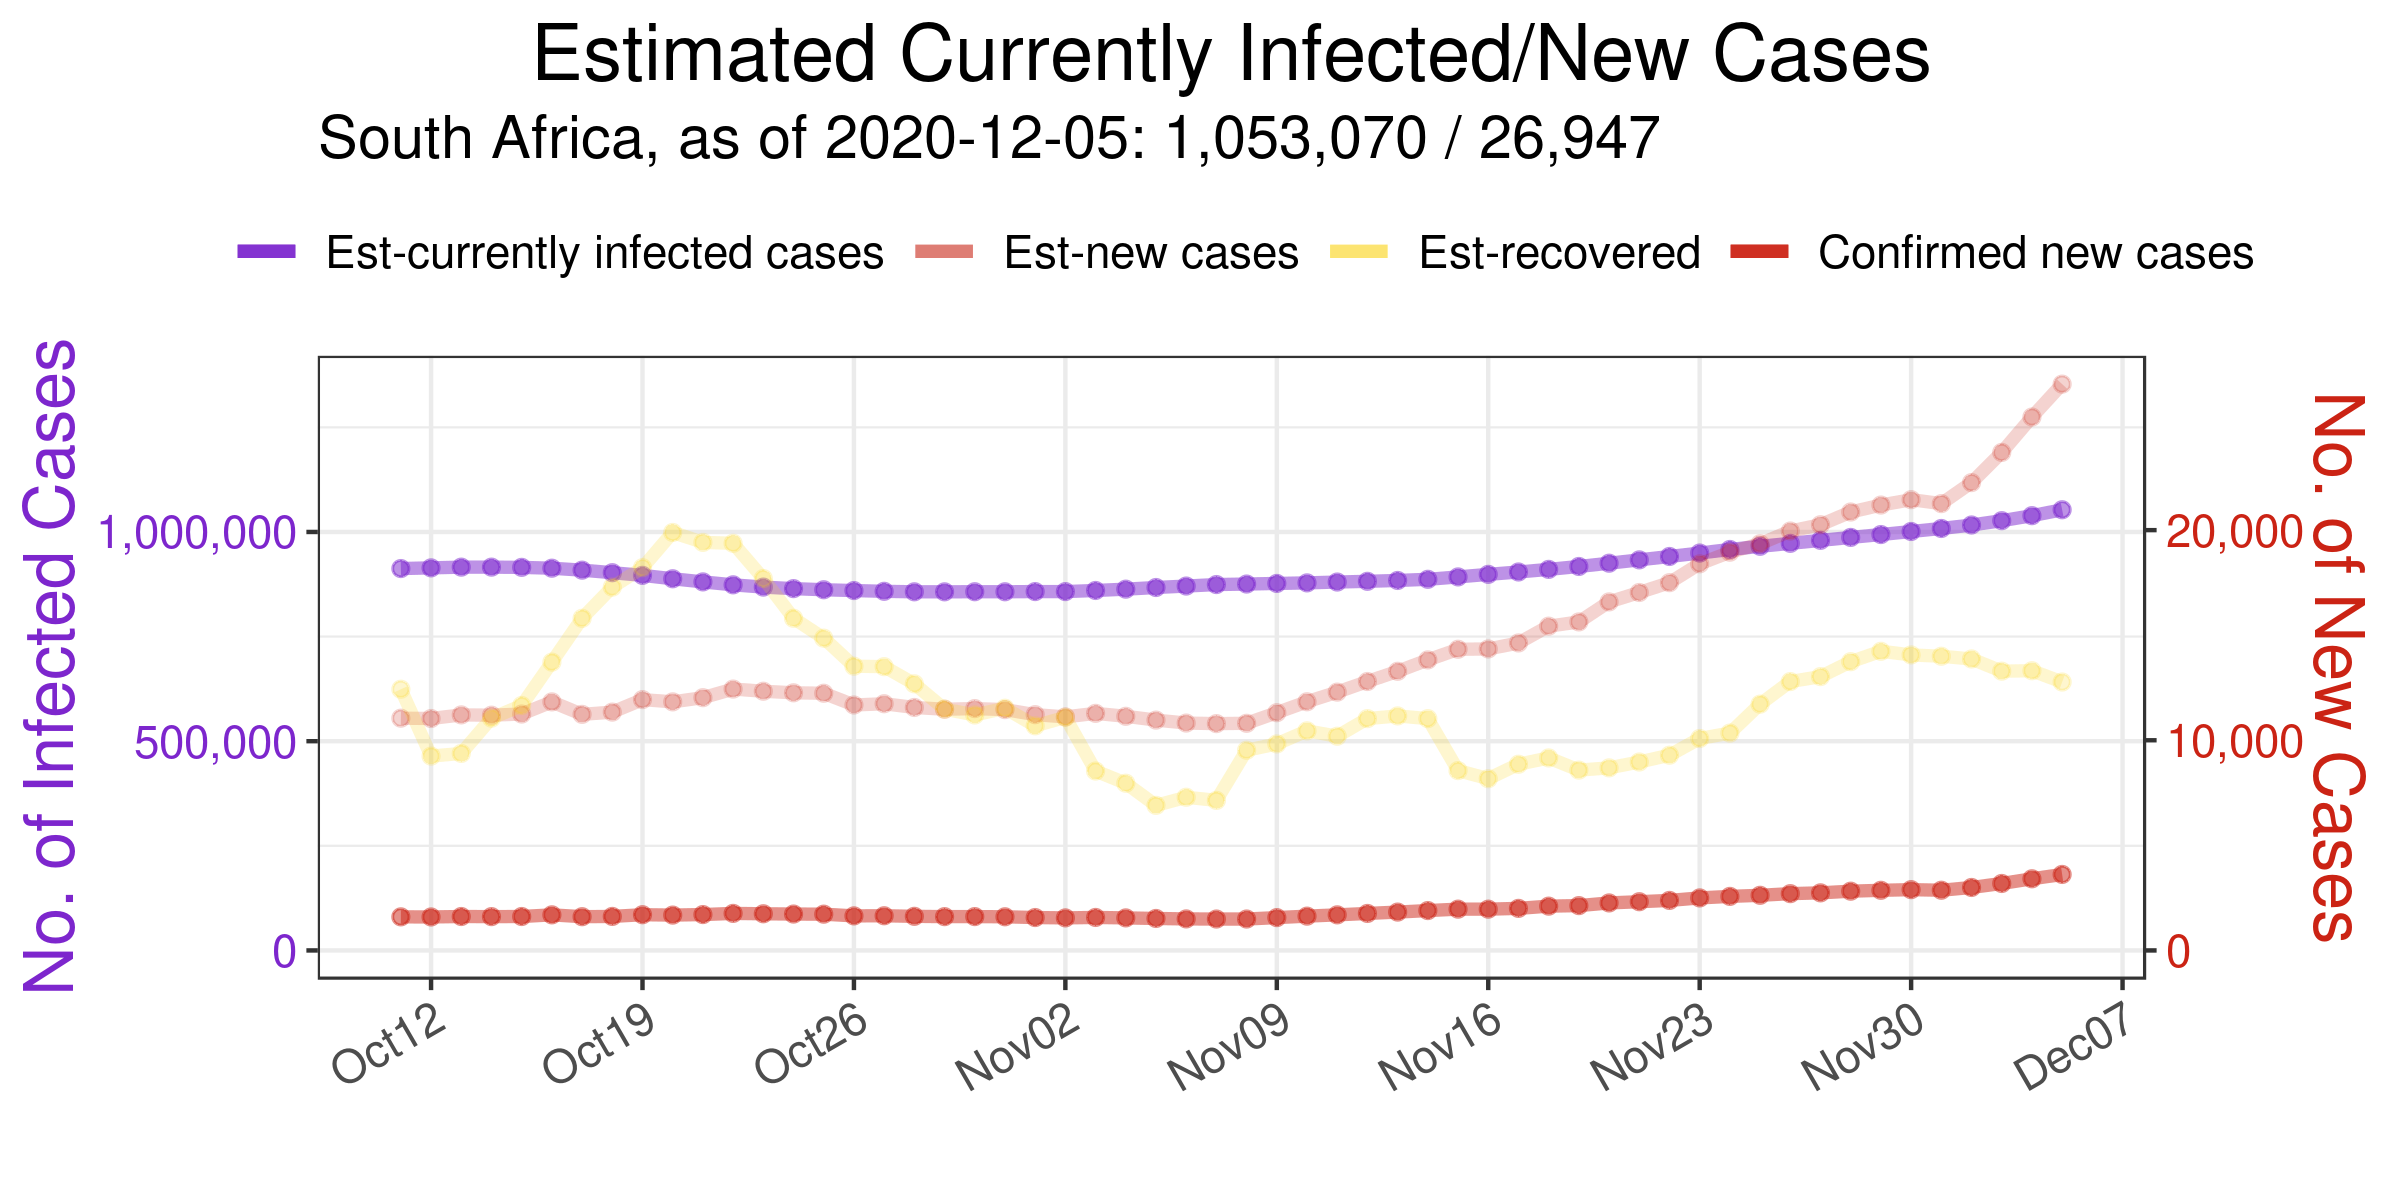 Estimated Currently Infected/New Cases
South Africa, as of 2020-12-05: 1,053,070 / 26,947
Est-currently infected cases Est-new cases Est-recovered Confirmed new cases
No. of Infected Cases
1,000,000
500,000
0
20,000
10,000
0
No. of New Cases
Oct12 Oct19 Oct26 Nov02 Nov09 Nov16 Nov23 Nov30 Dec07